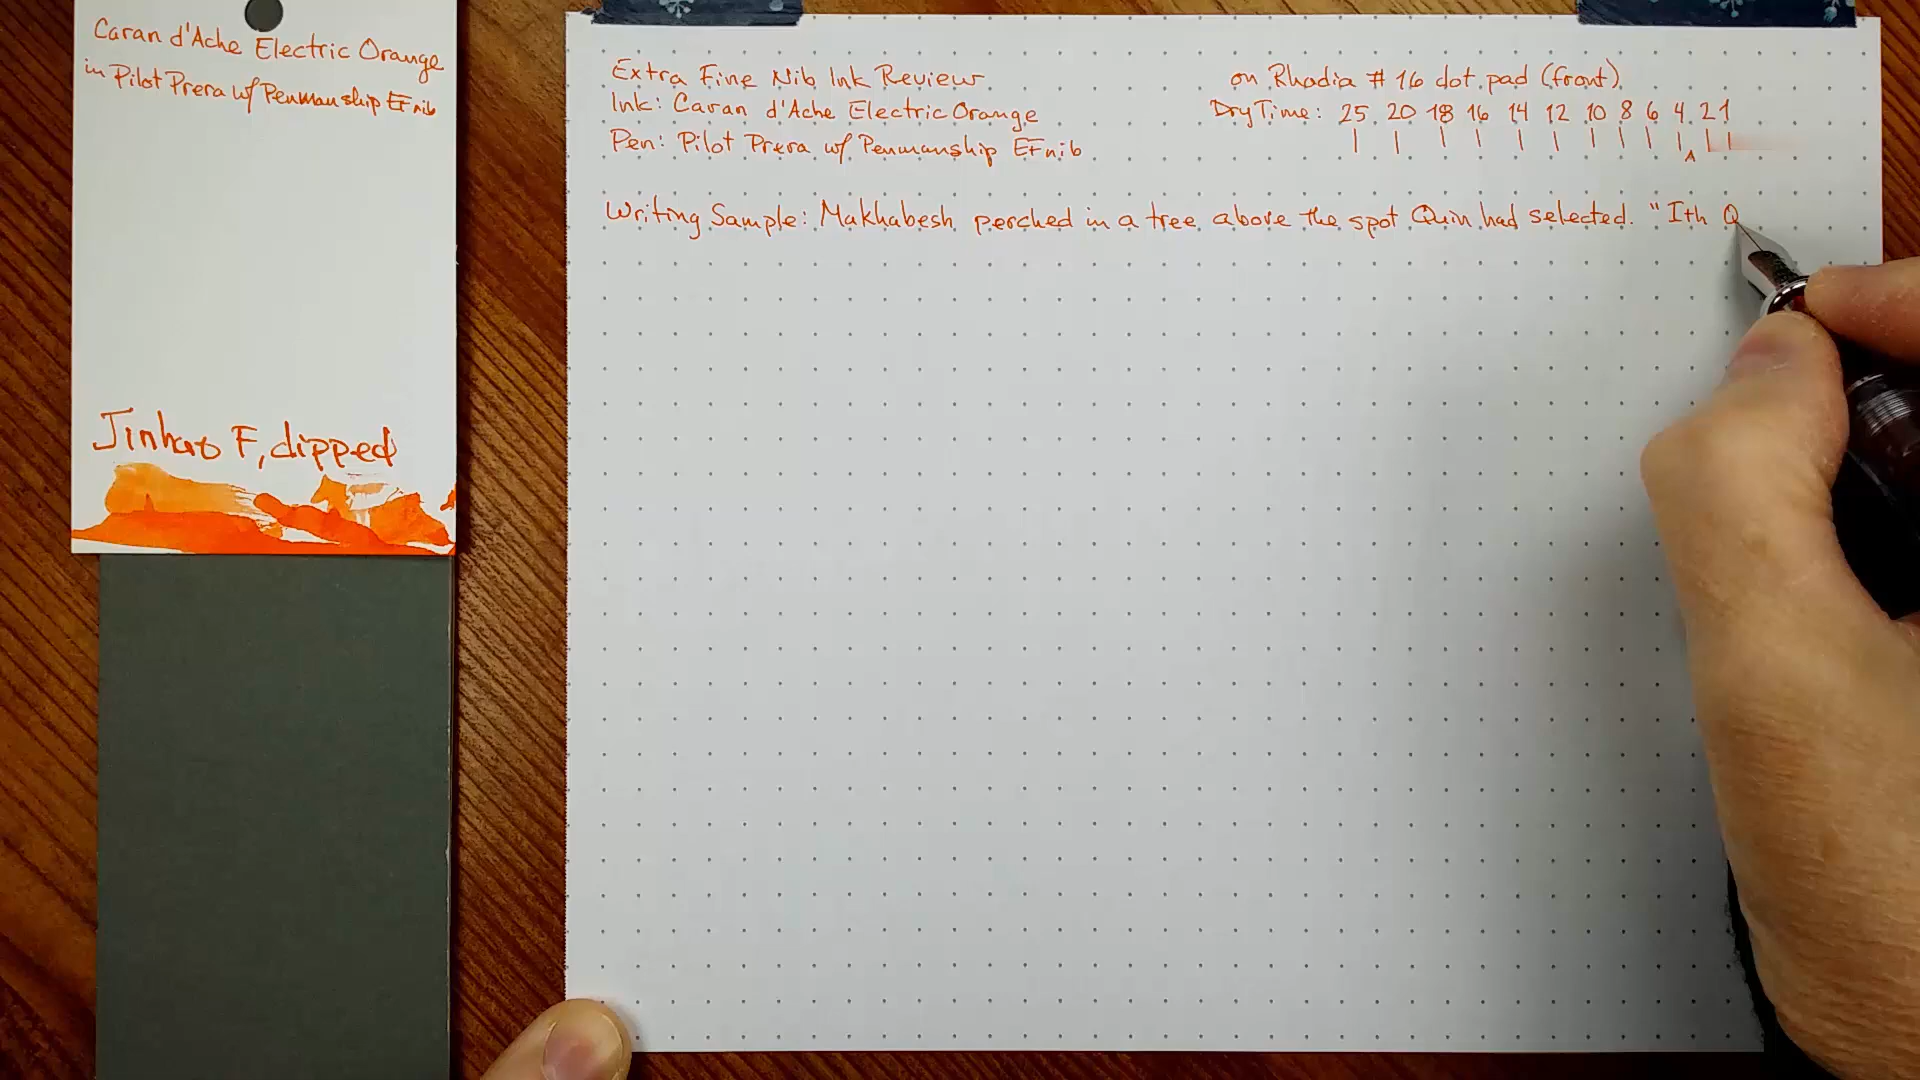 Caran d'Ache Electric Orange
in Pilot Prera w/ Penmanship EF nib
Jinhao F, dipped
Extra Fine Nib Ink Review
Ink: Caran d'Ache Electric Orange
Pen: Pilot Prera w/ Penmanship EF nib
on Rhodia # 16 dot pad (front)
Dry Time: 25 20 18 16 14 12 10 8 6 4 2 1
Writing Sample: Makhabesh perched in a tree above the spot Quin had selected. "Ith Q